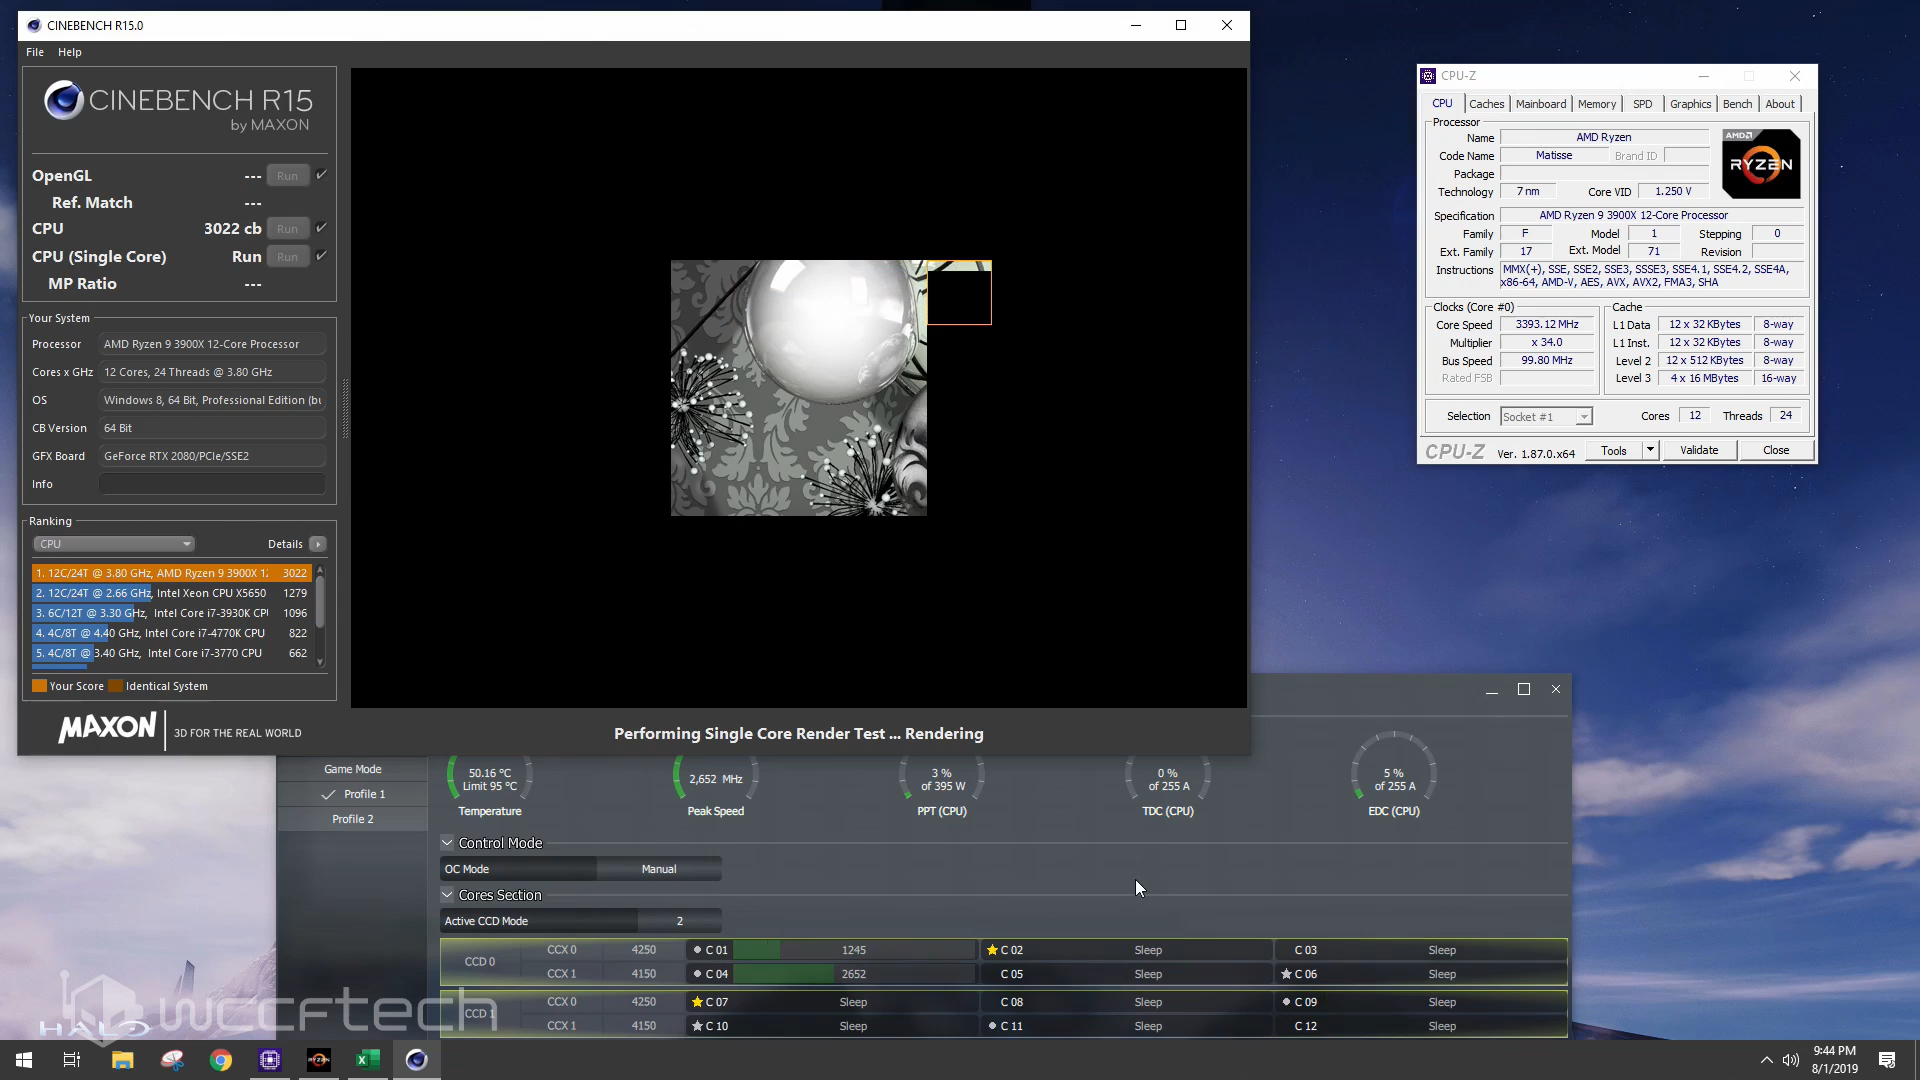 CINEBENCH R15.0
File Help
CINEBENCH R15
by MAXON
OpenGL --- Run
Ref. Match ---
CPU 3022 cb Run
CPU (Single Core) Run Run
MP Ratio ---
Your System
Processor AMD Ryzen 9 3900X 12-Core Processor
Cores x GHz 12 Cores, 24 Threads @ 3.80 GHz
OS Windows 8, 64 Bit, Professional Edition (bu
CB Version 64 Bit
GFX Board GeForce RTX 2080/PCIe/SSE2
Info
Ranking
CPU Details
1. 12C/24T @ 3.80 GHz, AMD Ryzen 9 3900X 12 3022
2. 12C/24T @ 2.66 GHz, Intel Xeon CPU X5650 1279
3. 6C/12T @ 3.30 GHz, Intel Core i7-3930K CPU 1096
4. 4C/8T @ 4.40 GHz, Intel Core i7-4770K CPU 822
5. 4C/8T @ 3.40 GHz, Intel Core i7-3770 CPU 662
Your Score Identical System
MAXON 3D FOR THE REAL WORLD
Performing Single Core Render Test ... Rendering
CPU-Z
CPU Caches Mainboard Memory SPD Graphics Bench About
Processor
Name AMD Ryzen
Code Name Matisse Brand ID
Package
Technology 7 nm Core VID 1.250 V
AMD
RYZEN
Specification AMD Ryzen 9 3900X 12-Core Processor
Family F Model 1 Stepping 0
Ext. Family 17 Ext. Model 71 Revision
Instructions MMX(+), SSE, SSE2, SSE3, SSSE3, SSE4.1, SSE4.2, SSE4A,
x86-64, AMD-V, AES, AVX, AVX2, FMA3, SHA
Clocks (Core #0)
Core Speed 3393.12 MHz
Multiplier x 34.0
Bus Speed 99.80 MHz
Rated FSB
Cache
L1 Data 12 x 32 KBytes 8-way
L1 Inst. 12 x 32 KBytes 8-way
Level 2 12 x 512 KBytes 8-way
Level 3 4 x 16 MBytes 16-way
Selection Socket #1 Cores 12 Threads 24
CPU-Z Ver. 1.87.0.x64 Tools Validate Close
Game Mode
Profile 1
Profile 2
50.16 °C
Limit 95 °C
Temperature
2,652 MHz
Peak Speed
3 %
of 395 W
PPT (CPU)
0 %
of 255 A
TDC (CPU)
5 %
of 255 A
EDC (CPU)
Control Mode
OC Mode Manual
Cores Section
Active CCD Mode 2
CCD 0
CCX 0 4250 C 01 1245 C 02 Sleep C 03 Sleep
CCX 1 4150 C 04 2652 C 05 Sleep C 06 Sleep
CCD 1
CCX 0 4250 C 07 Sleep C 08 Sleep C 09 Sleep
CCX 1 4150 C 10 Sleep C 11 Sleep C 12 Sleep
wccftech
HALO
RYZEN
9:44 PM
8/1/2019